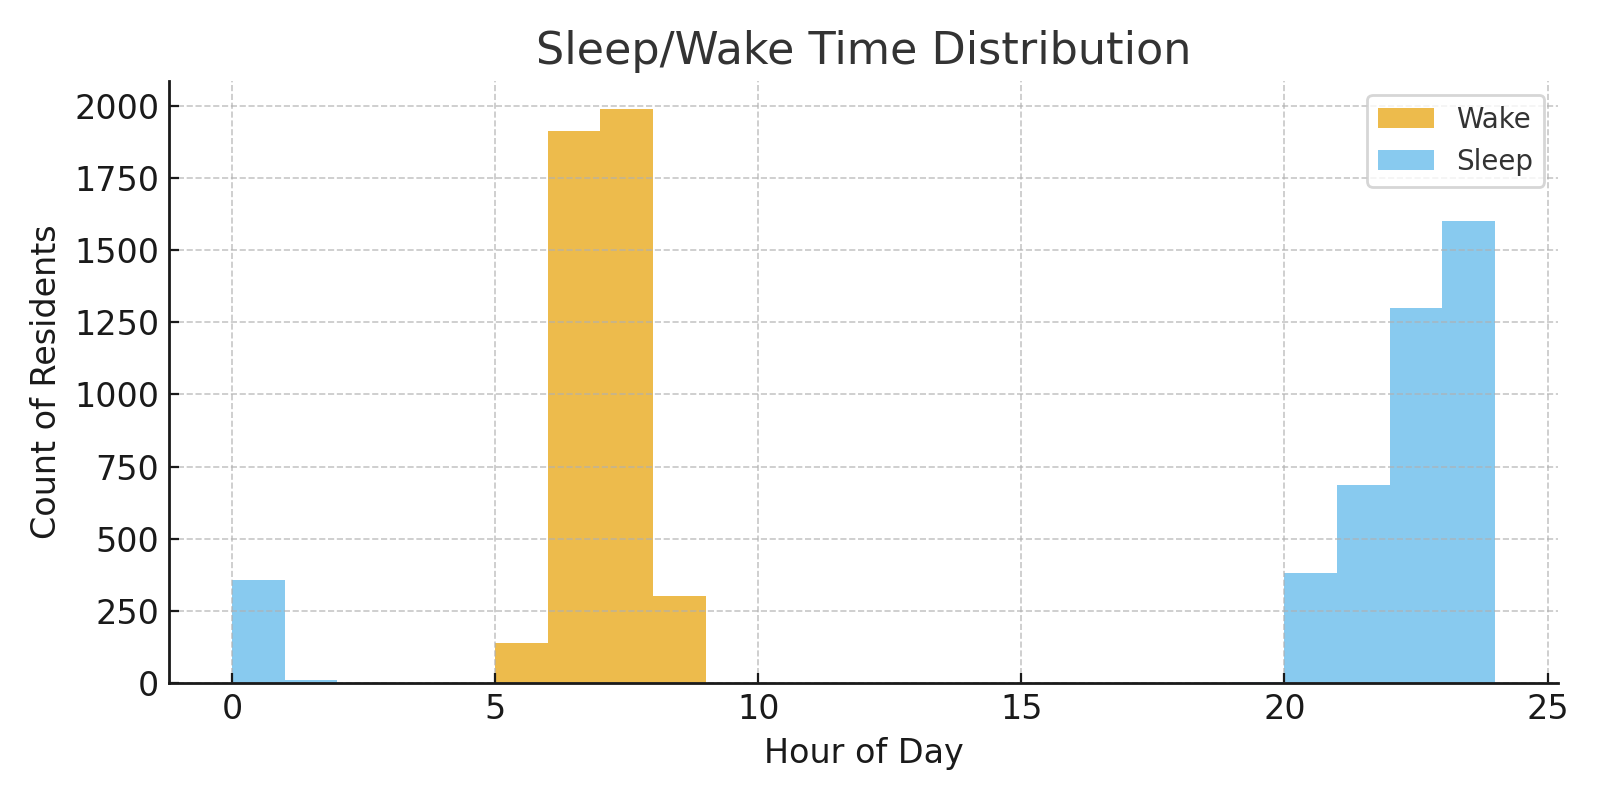 Sleep/Wake Time Distribution
2000
1750
1500
1250
1000
750
500
250
0
Count of Residents
Wake
Sleep
0 5 10 15 20 25
Hour of Day